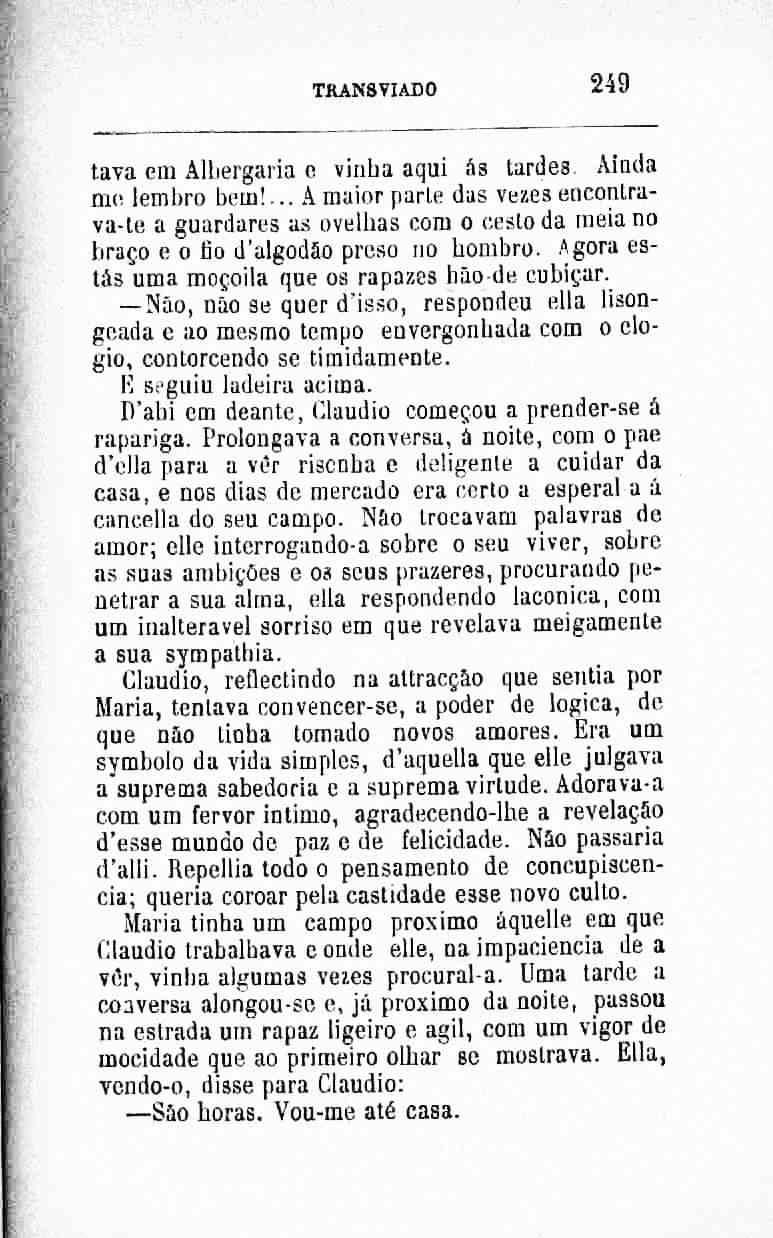 TRANSVIADO 249
tava em Albergaria e vinha aqui ás tardes. Ainda
me lembro bem!... A maior parte das vezes encontra-
va-te a guardares as ovelhas com o cesto da meia no
braço e o fio d'algodão preso no hombro. Agora es-
tás uma moçoila que os rapazes hão-de cubiçar.
—Não, não se quer d'isso, respondeu ella lison-
geada e ao mesmo tempo envergonhada com o elo-
gio, contorcendo se timidamente.
E seguiu ladeira acima.
D'ahi em deante, Claudio começou a prender-se á
rapariga. Prolongava a conversa, á noite, com o pae
d'ella para a vêr risonha e deligente a cuidar da
casa, e nos dias de mercado era certo a esperal a á
cancella do seu campo. Não trocavam palavras de
amor; elle interrogando-a sobre o seu viver, sobre
as suas ambições e os seus prazeres, procurando pe-
netrar a sua alma, ella respondendo laconica, com
um inalteravel sorriso em que revelava meigamente
a sua sympathia.
Claudio, reflectindo na attracção que sentia por
Maria, tentava convencer-se, a poder de logica, de
que não tinha tomado novos amores. Era um
symbolo da vida simples, d'aquella que elle julgava
a suprema sabedoria e a suprema virtude. Adorava-a
com um fervor intimo, agradecendo-lhe a revelação
d'esse mundo de paz e de felicidade. Não passaria
d'alli. Repellia todo o pensamento de concupiscen-
cia; queria coroar pela castidade esse novo culto.
Maria tinha um campo proximo áquelle em que
Claudio trabalhava e onde elle, na impaciencia de a
vêr, vinha algumas vezes procural-a. Uma tarde a
conversa alongou-se e, já proximo da noite, passou
na estrada um rapaz ligeiro e agil, com um vigor de
mocidade que ao primeiro olhar se mostrava. Ella,
vendo-o, disse para Claudio:
—São horas. Vou-me até casa.